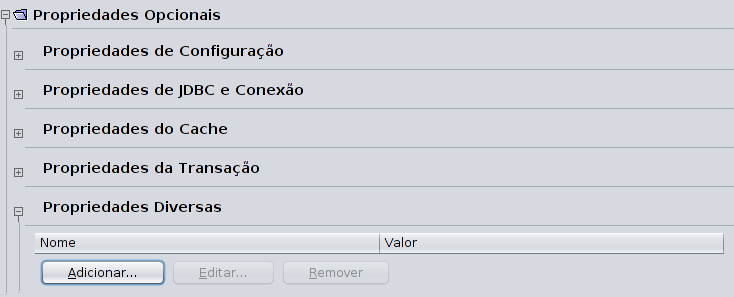 Propriedades Opcionais
Propriedades de Configuração
Propriedades de JDBC e Conexão
Propriedades do Cache
Propriedades da Transação
Propriedades Diversas
Nome Valor
Adicionar... Editar... Remover